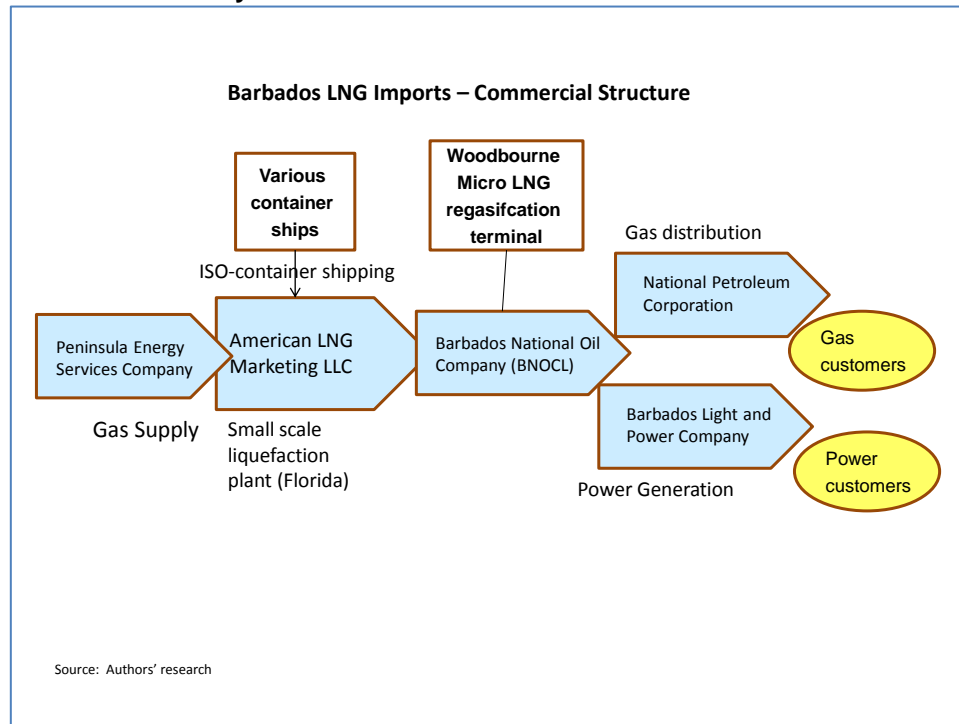 Barbados LNG Imports – Commercial Structure
Various
container
ships
Woodbourne
Micro LNG
regasifcation
terminal
ISO-container shipping
Gas distribution
National Petroleum
Corporation
Peninsula Energy
Services Company
American LNG
Marketing LLC
Barbados National Oil
Company (BNOCL)
Gas
customers
Barbados Light and
Power Company
Gas Supply
Small scale
liquefaction
plant (Florida)
Power Generation
Power
customers
Source: Authors' research